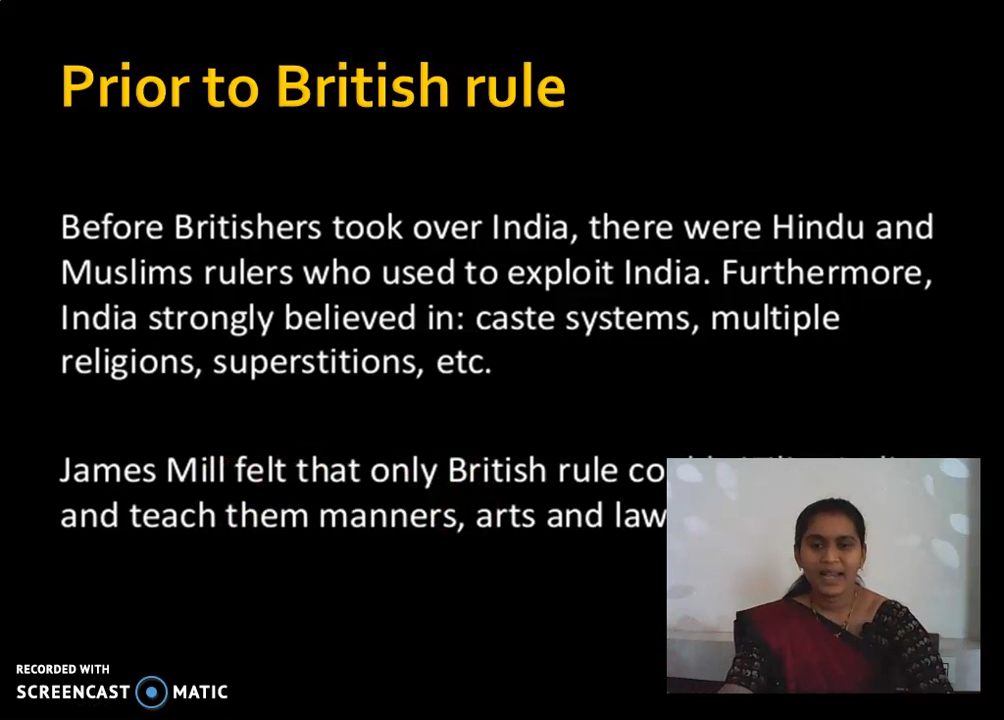 Prior to British rule
Before Britishers took over India, there were Hindu and
Muslims rulers who used to exploit India. Furthermore,
India strongly believed in: caste systems, multiple
religions, superstitions, etc.
James Mill felt that only British rule
and teach them manners, arts and law
RECORDED WITH
SCREENCAST MATIC